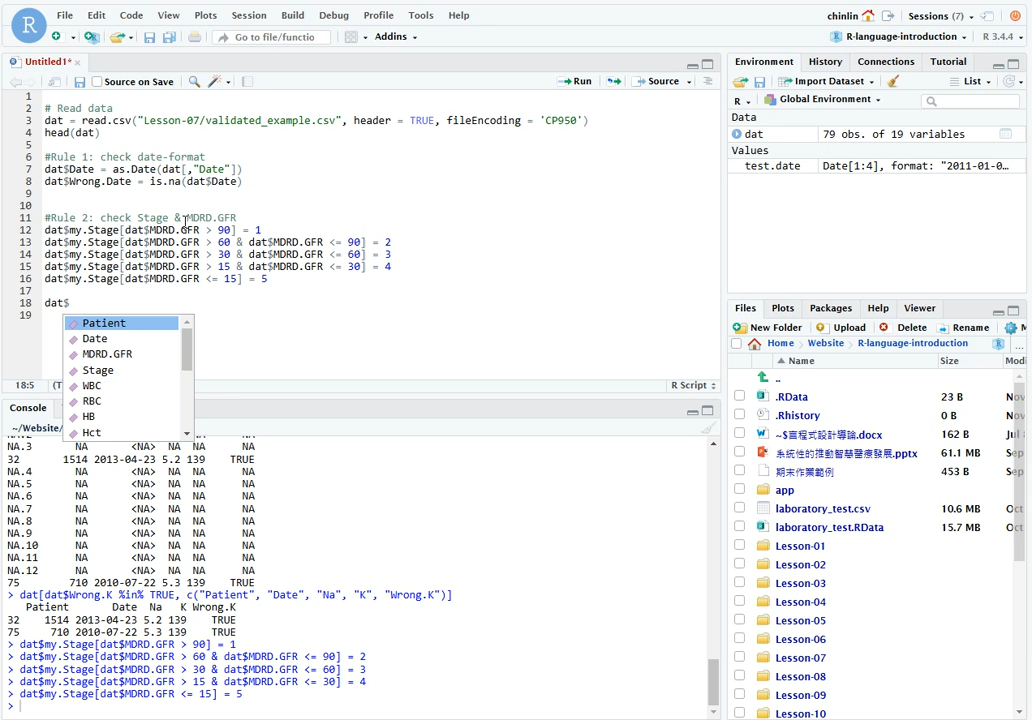 File Edit Code View Plots Session Build Debug Profile Tools Help
chinlin Sessions (7)
Go to file/functio Addins
R-language-introduction R 3.4.4
Untitled1*
Source on Save
Run Source
1
2 # Read data
3 dat = read.csv("Lesson-07/validated_example.csv", header = TRUE, fileEncoding = 'CP950')
4 head(dat)
5
6 #Rule 1: check date-format
7 dat$Date = as.Date(dat[,"Date"])
8 dat$Wrong.Date = is.na(dat$Date)
9
10
11 #Rule 2: check Stage & MDRD.GFR
12 dat$my.Stage[dat$MDRD.GFR > 90] = 1
13 dat$my.Stage[dat$MDRD.GFR > 60 & dat$MDRD.GFR <= 90] = 2
14 dat$my.Stage[dat$MDRD.GFR > 30 & dat$MDRD.GFR <= 60] = 3
15 dat$my.Stage[dat$MDRD.GFR > 15 & dat$MDRD.GFR <= 30] = 4
16 dat$my.Stage[dat$MDRD.GFR <= 15] = 5
17
18 dat$
19
Patient
Date
MDRD.GFR
Stage
WBC
RBC
HB
Hct
18:5 (T R Script
Console
~/Website/
NA.3 NA <NA> NA NA NA
32 1514 2013-04-23 5.2 139 TRUE
NA.4 NA <NA> NA NA NA
NA.5 NA <NA> NA NA NA
NA.6 NA <NA> NA NA NA
NA.7 NA <NA> NA NA NA
NA.8 NA <NA> NA NA NA
NA.9 NA <NA> NA NA NA
NA.10 NA <NA> NA NA NA
NA.11 NA <NA> NA NA NA
NA.12 NA <NA> NA NA NA
75 710 2010-07-22 5.3 139 TRUE
> dat[dat$Wrong.K %in% TRUE, c("Patient", "Date", "Na", "K", "Wrong.K")]
Patient Date Na K Wrong.K
32 1514 2013-04-23 5.2 139 TRUE
75 710 2010-07-22 5.3 139 TRUE
> dat$my.Stage[dat$MDRD.GFR > 90] = 1
> dat$my.Stage[dat$MDRD.GFR > 60 & dat$MDRD.GFR <= 90] = 2
> dat$my.Stage[dat$MDRD.GFR > 30 & dat$MDRD.GFR <= 60] = 3
> dat$my.Stage[dat$MDRD.GFR > 15 & dat$MDRD.GFR <= 30] = 4
> dat$my.Stage[dat$MDRD.GFR <= 15] = 5
>
Environment History Connections Tutorial
Import Dataset List
R Global Environment
Data
dat 79 obs. of 19 variables
Values
test.date Date[1:4], format: "2011-01-0…
Files Plots Packages Help Viewer
New Folder Upload Delete Rename M
Home Website R-language-introduction ...
Name Size Modi
..
.RData 23 B Nov
.Rhistory 0 B Nov
162 B Jul
系統性的推動智慧醫療發展.pptx 61.1 MB Sep
期末作業範例 453 B Sep
app
laboratory_test.csv 10.6 MB Oct
laboratory_test.RData 15.7 MB Oct
Lesson-01
Lesson-02
Lesson-03
Lesson-04
Lesson-05
Lesson-06
Lesson-07
Lesson-08
Lesson-09
Lesson-10